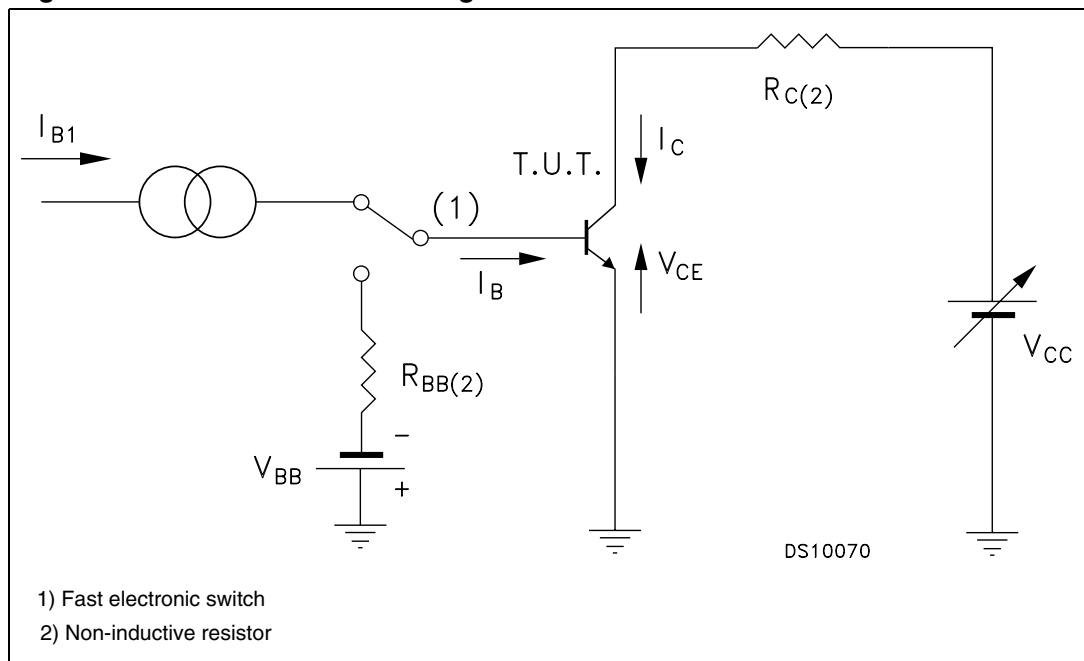 I_B1
R_C(2)
I_C
T.U.T.
(1)
V_CE
I_B
R_BB(2)
V_CC
−
V_BB
+
DS10070
1) Fast electronic switch
2) Non-inductive resistor